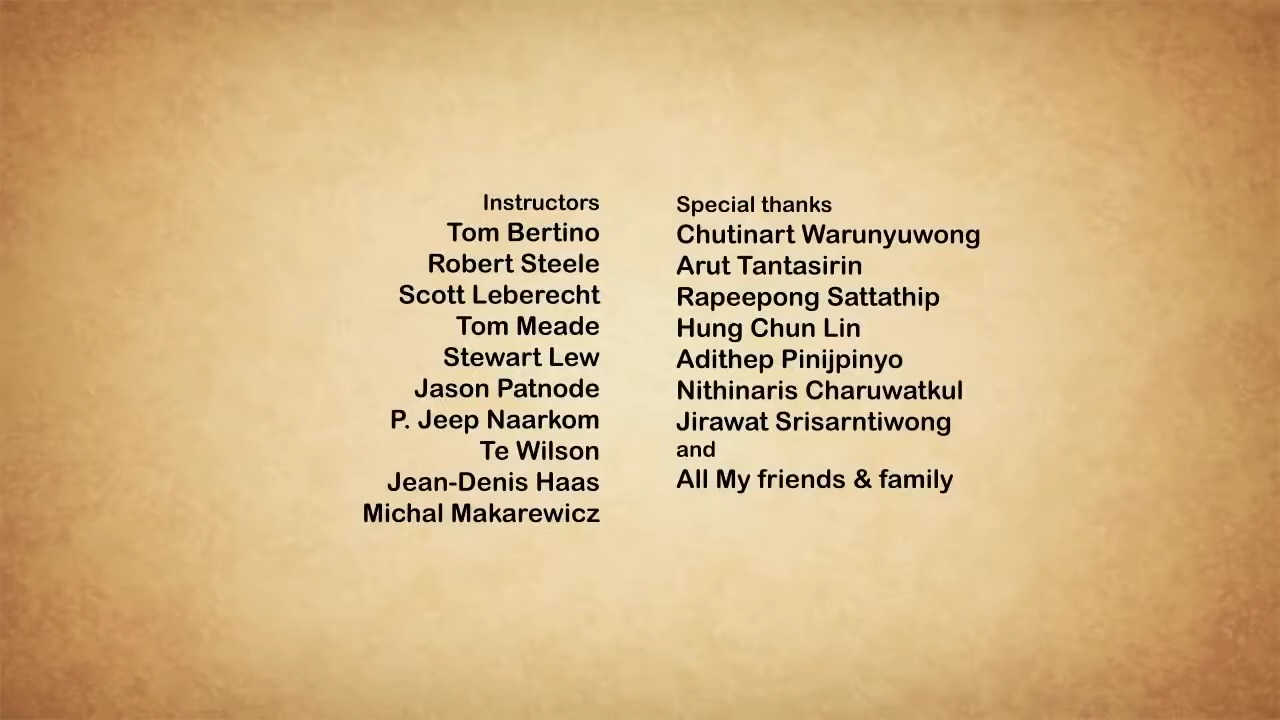 Instructors
Tom Bertino
Robert Steele
Scott Leberecht
Tom Meade
Stewart Lew
Jason Patnode
P. Jeep Naarkom
Te Wilson
Jean-Denis Haas
Michal Makarewicz
Special thanks
Chutinart Warunyuwong
Arut Tantasirin
Rapeepong Sattathip
Hung Chun Lin
Adithep Pinijpinyo
Nithinaris Charuwatkul
Jirawat Srisarntiwong
and
All My friends & family